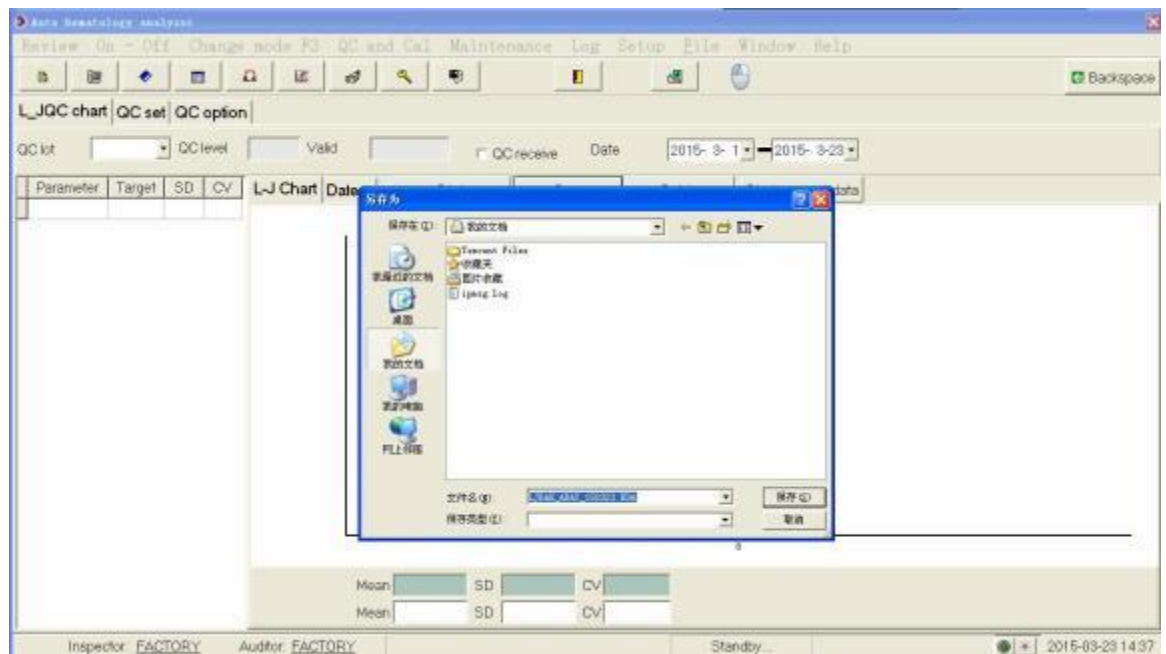 Auto Hematology analyzer
Review On - Off Change mode F3 QC and Cal Maintenance Log Setup File Window Help
Backspace
L_JQC chart QC set QC option
QC lot QC level Valid QC receive Date 2015- 3- 1 2015- 3-23
Parameter Target SD CV L-J Chart Date data
另存为
保存在(I): 我的文档
Tencent Files
收藏夹
图片收藏
我最近的文档
桌面
我的文档
我的电脑
网上邻居
文件名(N): 保存(S)
保存类型(T): 取消
0
Mean SD CV
Mean SD CV
Inspector FACTORY Auditor FACTORY Standby... 2015-03-23 14:37